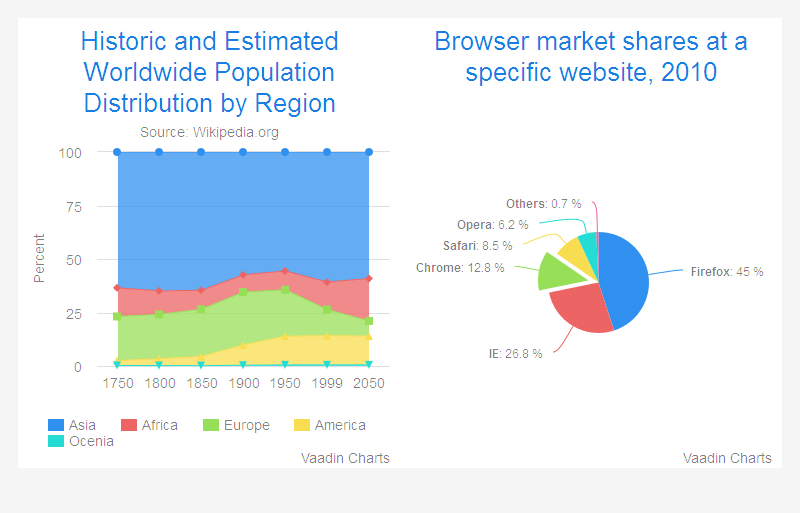 Historic and Estimated
Worldwide Population
Distribution by Region
Source: Wikipedia.org
Percent
100
75
50
25
0
1750 1800 1850 1900 1950 1999 2050
Asia Africa Europe America
Ocenia
Vaadin Charts
Browser market shares at a
specific website, 2010
Others: 0.7 %
Opera: 6.2 %
Safari: 8.5 %
Chrome: 12.8 %
Firefox: 45 %
IE: 26.8 %
Vaadin Charts